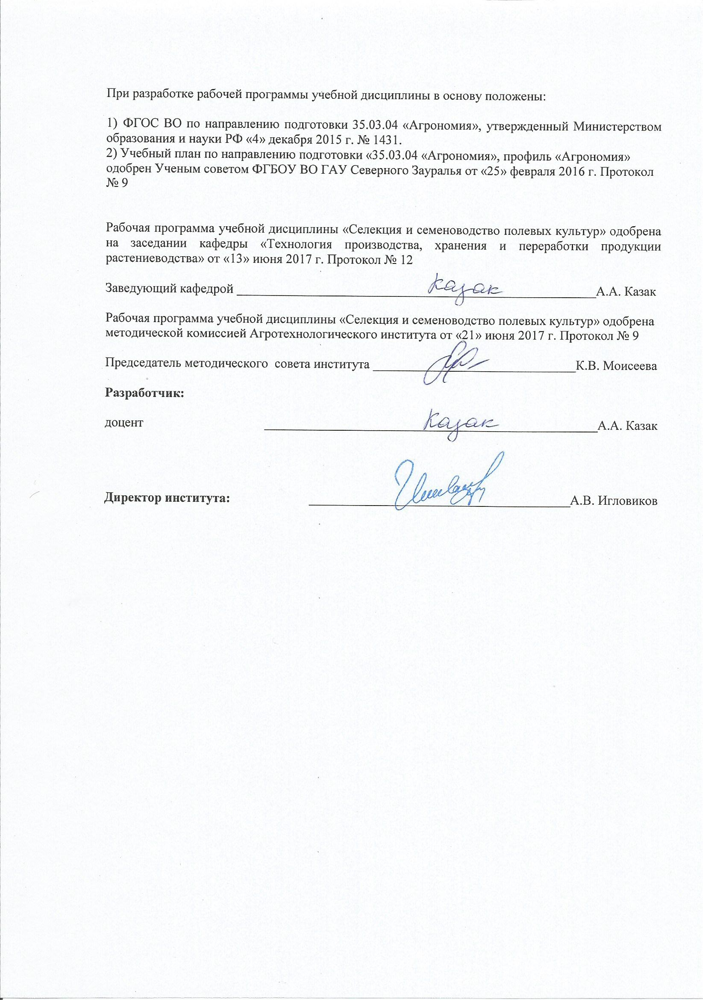 При разработке рабочей программы учебной дисциплины в основу положены:
1) ФГОС ВО по направлению подготовки 35.03.04 «Агрономия», утвержденный Министерством
образования и науки РФ «4» декабря 2015 г. № 1431.
2) Учебный план по направлению подготовки «35.03.04 «Агрономия», профиль «Агрономия»
одобрен Ученым советом ФГБОУ ВО ГАУ Северного Зауралья от «25» февраля 2016 г. Протокол
№ 9
Рабочая программа учебной дисциплины «Селекция и семеноводство полевых культур» одобрена
на заседании кафедры «Технология производства, хранения и переработки продукции
растениеводства» от «13» июня 2017 г. Протокол № 12
Заведующий кафедрой Казак А.А. Казак
Рабочая программа учебной дисциплины «Селекция и семеноводство полевых культур» одобрена
методической комиссией Агротехнологического института от «21» июня 2017 г. Протокол № 9
Председатель методического совета института К.В. Моисеева
Разработчик:
доцент Казак А.А. Казак
Директор института: А.В. Игловиков